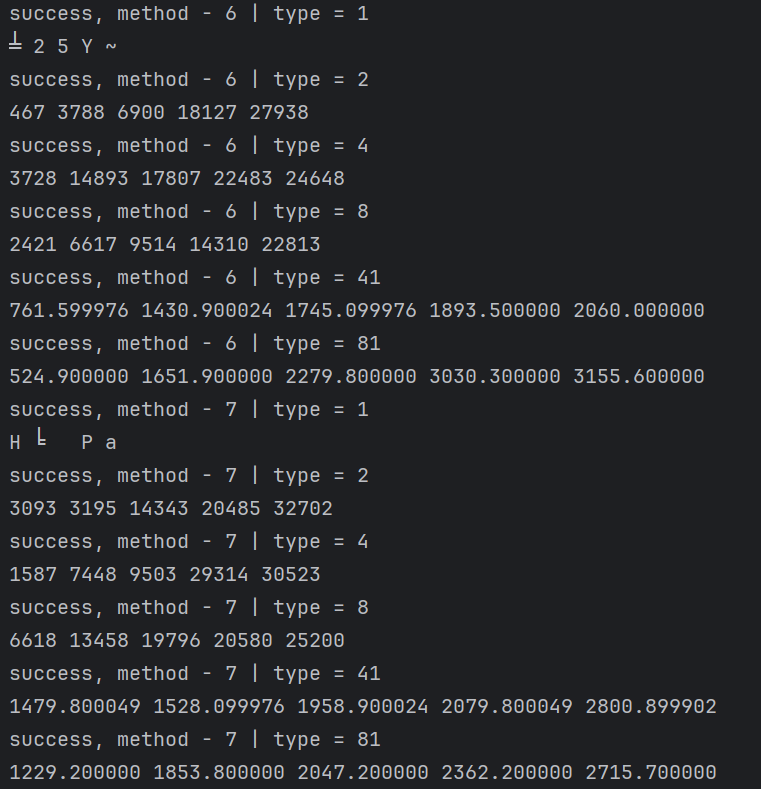 success, method - 6 | type = 1
╧ 2 5 Y ~
success, method - 6 | type = 2
467 3788 6900 18127 27938
success, method - 6 | type = 4
3728 14893 17807 22483 24648
success, method - 6 | type = 8
2421 6617 9514 14310 22813
success, method - 6 | type = 41
761.599976 1430.900024 1745.099976 1893.500000 2060.000000
success, method - 6 | type = 81
524.900000 1651.900000 2279.800000 3030.300000 3155.600000
success, method - 7 | type = 1
H ╘   P a
success, method - 7 | type = 2
3093 3195 14343 20485 32702
success, method - 7 | type = 4
1587 7448 9503 29314 30523
success, method - 7 | type = 8
6618 13458 19796 20580 25200
success, method - 7 | type = 41
1479.800049 1528.099976 1958.900024 2079.800049 2800.899902
success, method - 7 | type = 81
1229.200000 1853.800000 2047.200000 2362.200000 2715.700000